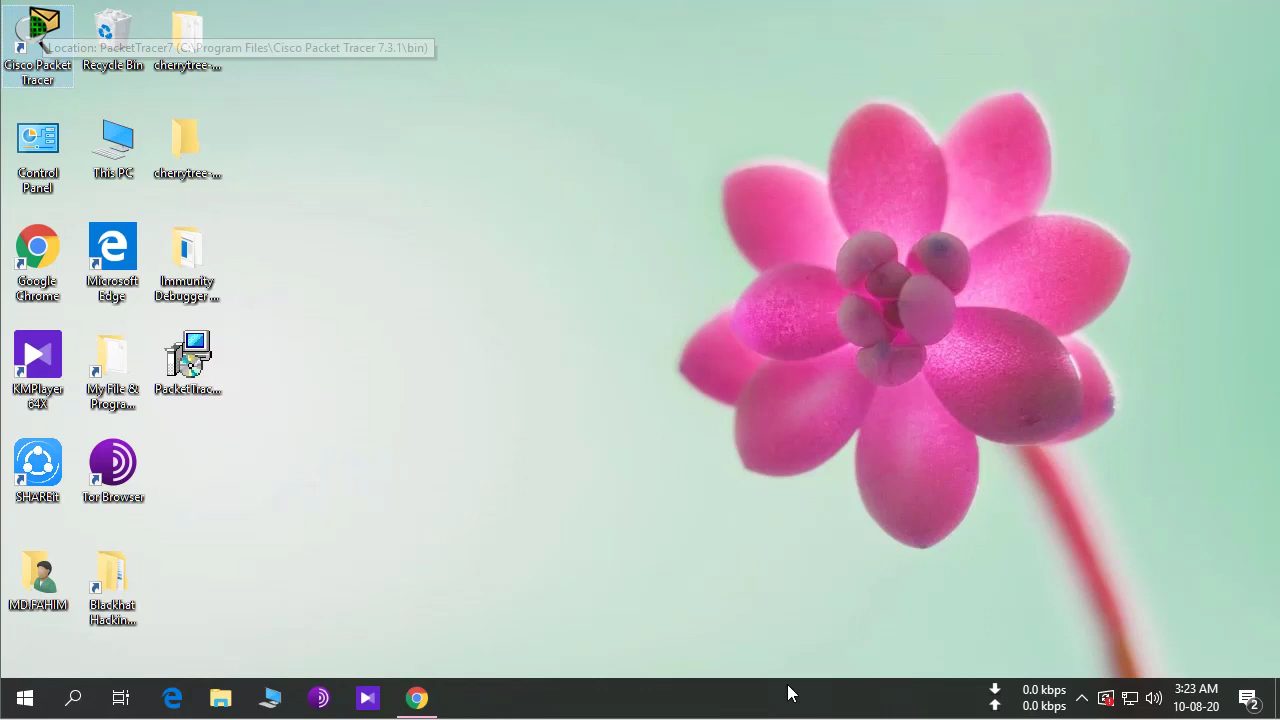 Location: PacketTracer7 (C:\Program Files\Cisco Packet Tracer 7.3.1\bin)
Cisco Packet
Tracer
Recycle Bin
cherrytree-...
Control
Panel
This PC
cherrytree-...
Google
Chrome
Microsoft
Edge
Immunity
Debugger ...
KMPlayer
64X
My File &
Progra...
PacketTrac...
SHAREit
Tor Browser
MD.FAHIM
Blackhat
Hackin...
0.0 kbps
0.0 kbps
3:23 AM
10-08-20
2